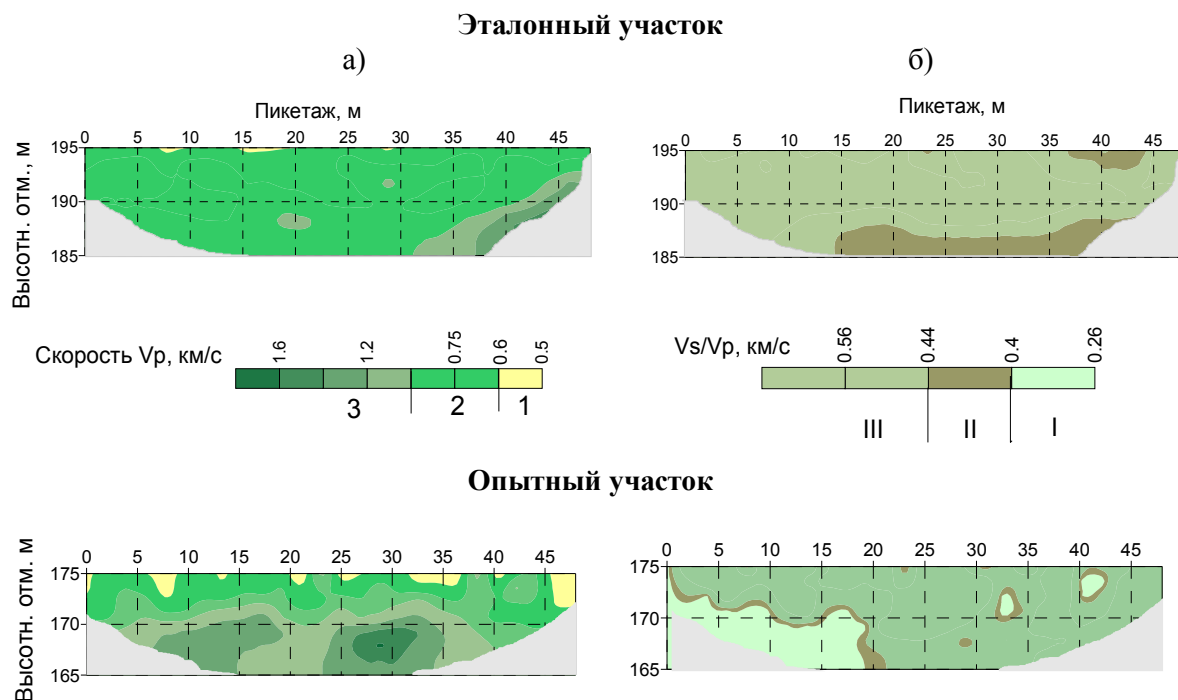 Эталонный участок
а)
б)
Пикетаж, м
0 5 10 15 20 25 30 35 40 45
Высотн. отм., м
195
190
185
Пикетаж, м
0 5 10 15 20 25 30 35 40 45
195
190
185
Скорость Vp, км/с
1.6 1.2 0.75 0.6 0.5
3 2 1
Vs/Vp, км/с
0.56 0.44 0.4 0.26
III II I
Опытный участок
0 5 10 15 20 25 30 35 40 45
Высотн. отм. м
175
170
165
0 5 10 15 20 25 30 35 40 45
175
170
165